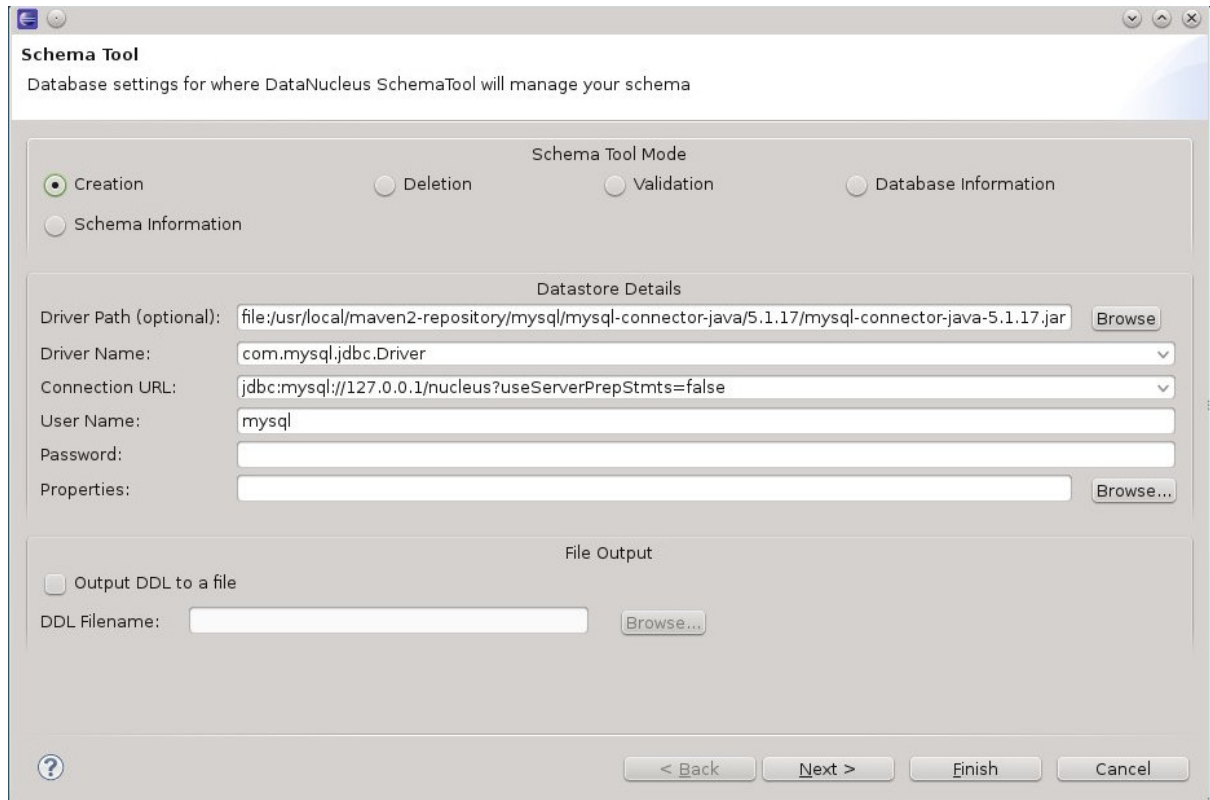 Schema Tool
Database settings for where DataNucleus SchemaTool will manage your schema
Schema Tool Mode
Creation Deletion Validation Database Information
Schema Information
Datastore Details
Driver Path (optional): file:/usr/local/maven2-repository/mysql/mysql-connector-java/5.1.17/mysql-connector-java-5.1.17.jar Browse
Driver Name: com.mysql.jdbc.Driver
Connection URL: jdbc:mysql://127.0.0.1/nucleus?useServerPrepStmts=false
User Name: mysql
Password:
Properties: Browse...
File Output
Output DDL to a file
DDL Filename: Browse...
? < Back Next > Finish Cancel